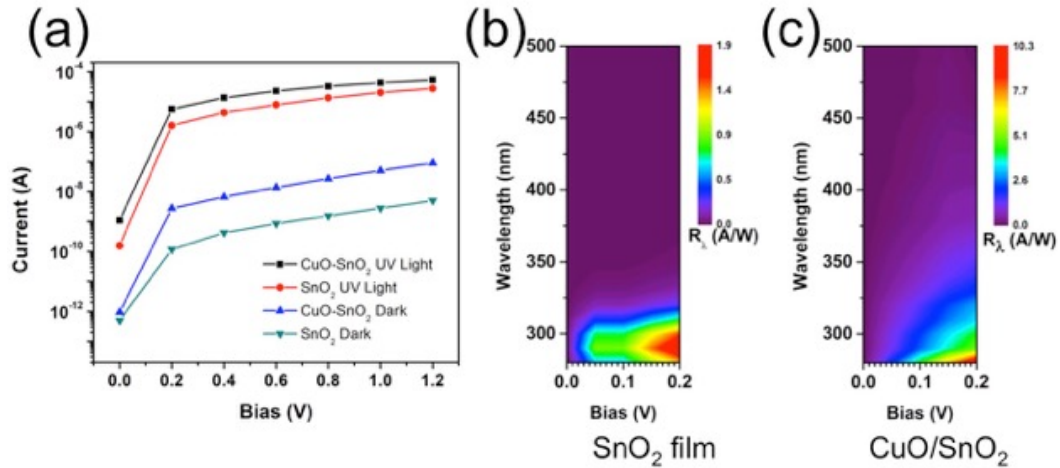 (a)
10⁻⁴
10⁻⁶
10⁻⁸
10⁻¹⁰
10⁻¹²
Current (A)
CuO-SnO₂ UV Light
SnO₂ UV Light
CuO-SnO₂ Dark
SnO₂ Dark
0.0 0.2 0.4 0.6 0.8 1.0 1.2
Bias (V)
(b)
500
450
400
350
300
Wavelength (nm)
0.0 0.1 0.2
Bias (V)
1.9
1.4
0.9
0.5
0.0
Rλ (A/W)
SnO₂ film
(c)
500
450
400
350
300
Wavelength (nm)
0.0 0.1 0.2
Bias (V)
10.3
7.7
5.1
2.6
0.0
Rλ (A/W)
CuO/SnO₂